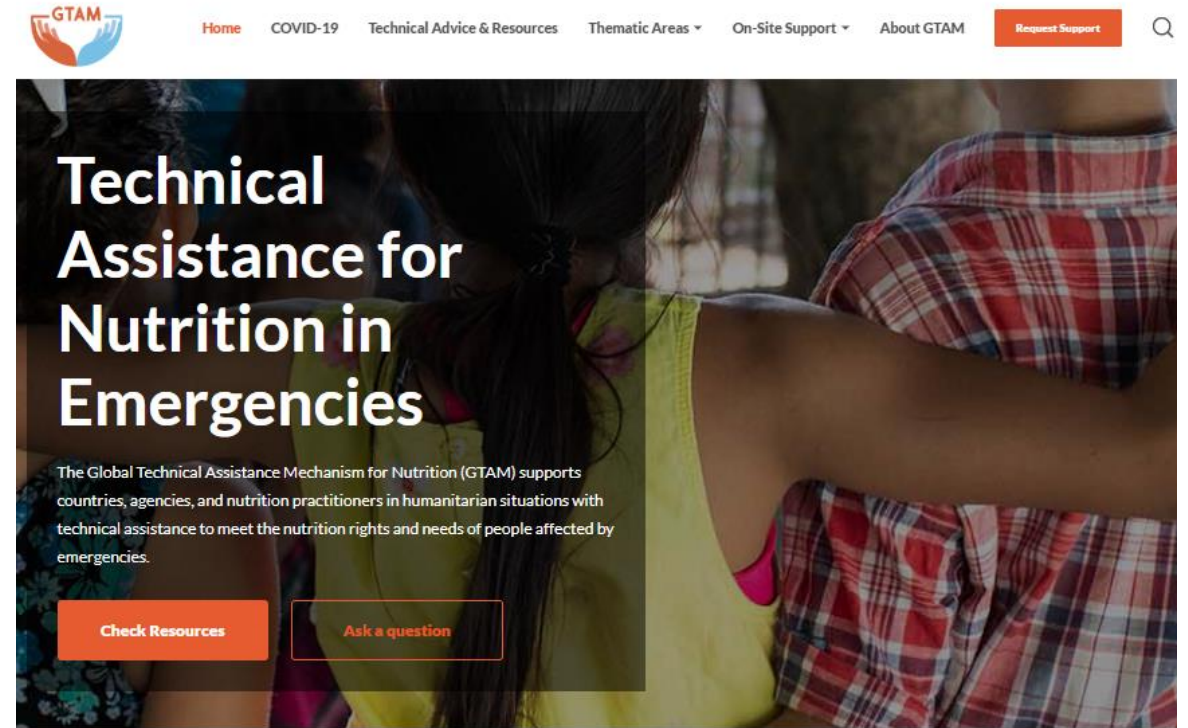 GTAM
Home COVID-19 Technical Advice & Resources Thematic Areas On-Site Support About GTAM Request Support
Technical
Assistance for
Nutrition in
Emergencies
The Global Technical Assistance Mechanism for Nutrition (GTAM) supports
countries, agencies, and nutrition practitioners in humanitarian situations with
technical assistance to meet the nutrition rights and needs of people affected by
emergencies.
Check Resources Ask a question